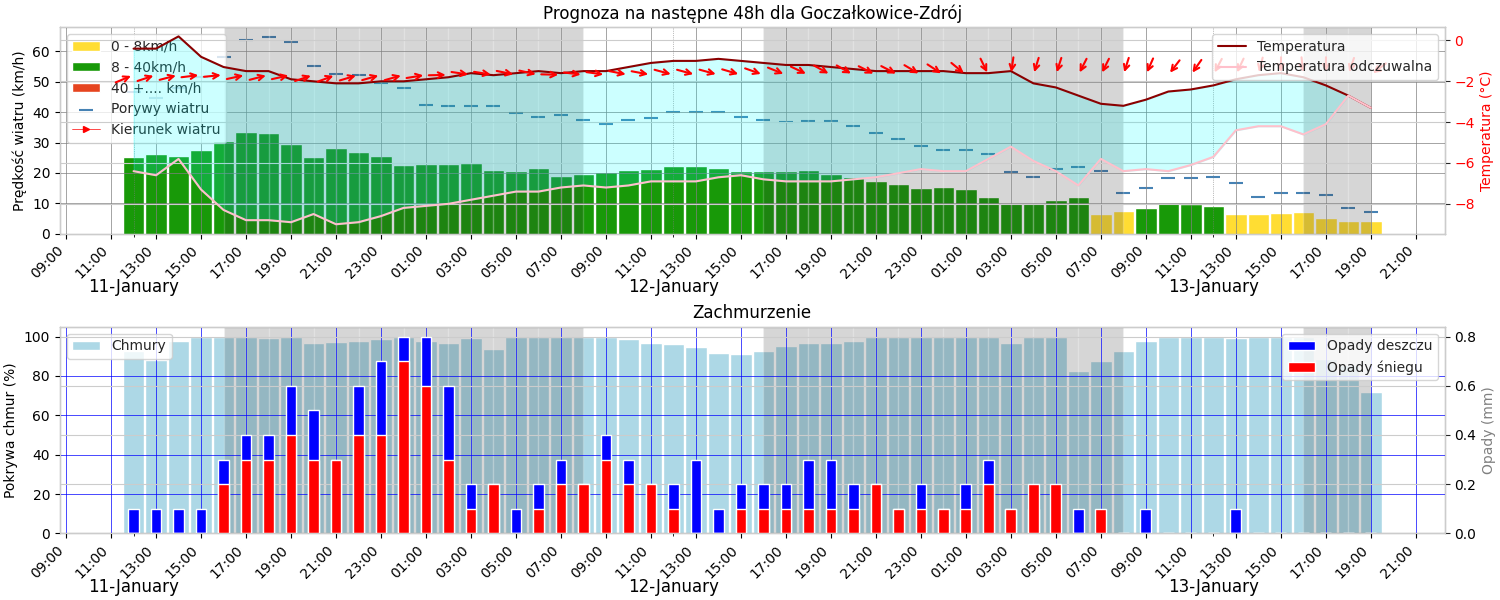 Prognoza na następne 48h dla Goczałkowice-Zdrój
Prędkość wiatru (km/h)
60
50
40
30
20
10
0
0 - 8km/h
8 - 40km/h
40 +.... km/h
Porywy wiatru
Kierunek wiatru
Temperatura
Temperatura odczuwalna
0
−2
−4
−6
−8
Temperatura (°C)
09:00 11:00 13:00 15:00 17:00 19:00 21:00 23:00 01:00 03:00 05:00 07:00 09:00 11:00 13:00 15:00 17:00 19:00 21:00 23:00 01:00 03:00 05:00 07:00 09:00 11:00 13:00 15:00 17:00 19:00 21:00
11-January 12-January 13-January
Zachmurzenie
Pokrywa chmur (%)
100
80
60
40
20
0
Chmury
Opady deszczu
Opady śniegu
0.8
0.6
0.4
0.2
0.0
Opady (mm)
09:00 11:00 13:00 15:00 17:00 19:00 21:00 23:00 01:00 03:00 05:00 07:00 09:00 11:00 13:00 15:00 17:00 19:00 21:00 23:00 01:00 03:00 05:00 07:00 09:00 11:00 13:00 15:00 17:00 19:00 21:00
11-January 12-January 13-January